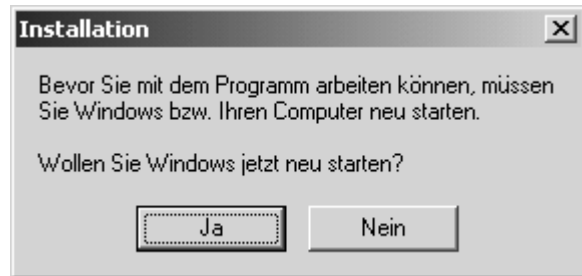 Installation
Bevor Sie mit dem Programm arbeiten können, müssen
Sie Windows bzw. Ihren Computer neu starten.
Wollen Sie Windows jetzt neu starten?
Ja Nein